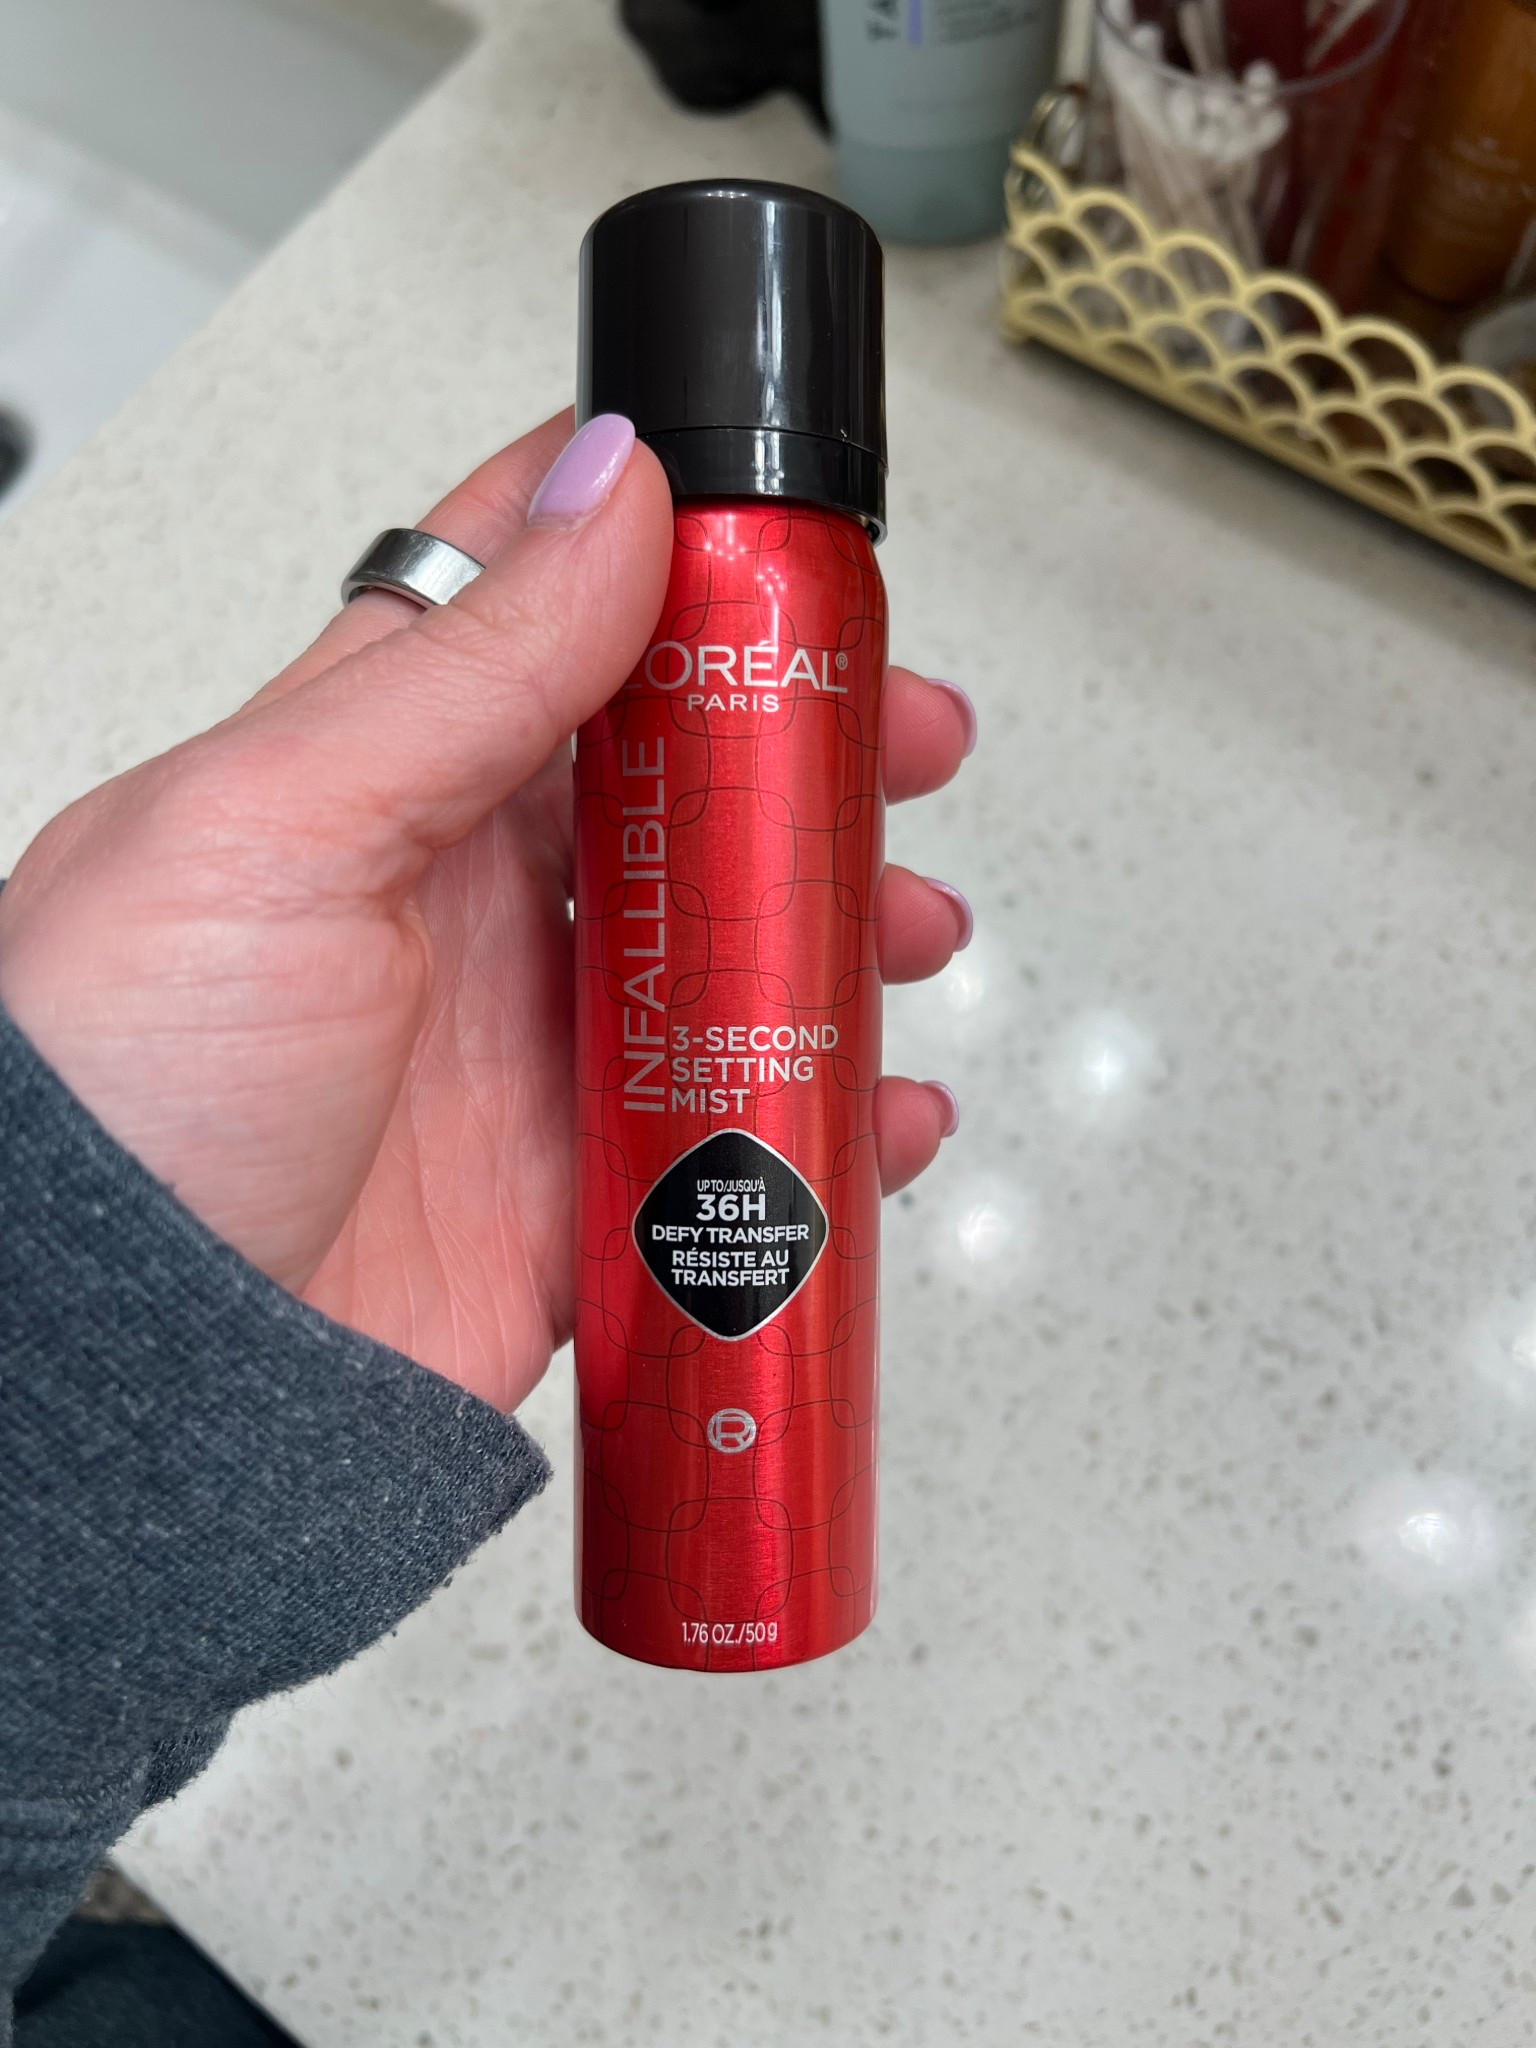 L'ORÉAL®
PARIS
INFALLIBLE
3-SECOND
SETTING
MIST
UP TO/JUSQU'À
36H
DEFY TRANSFER
RÉSISTE AU
TRANSFERT
R
1.76 OZ./50 g
TA